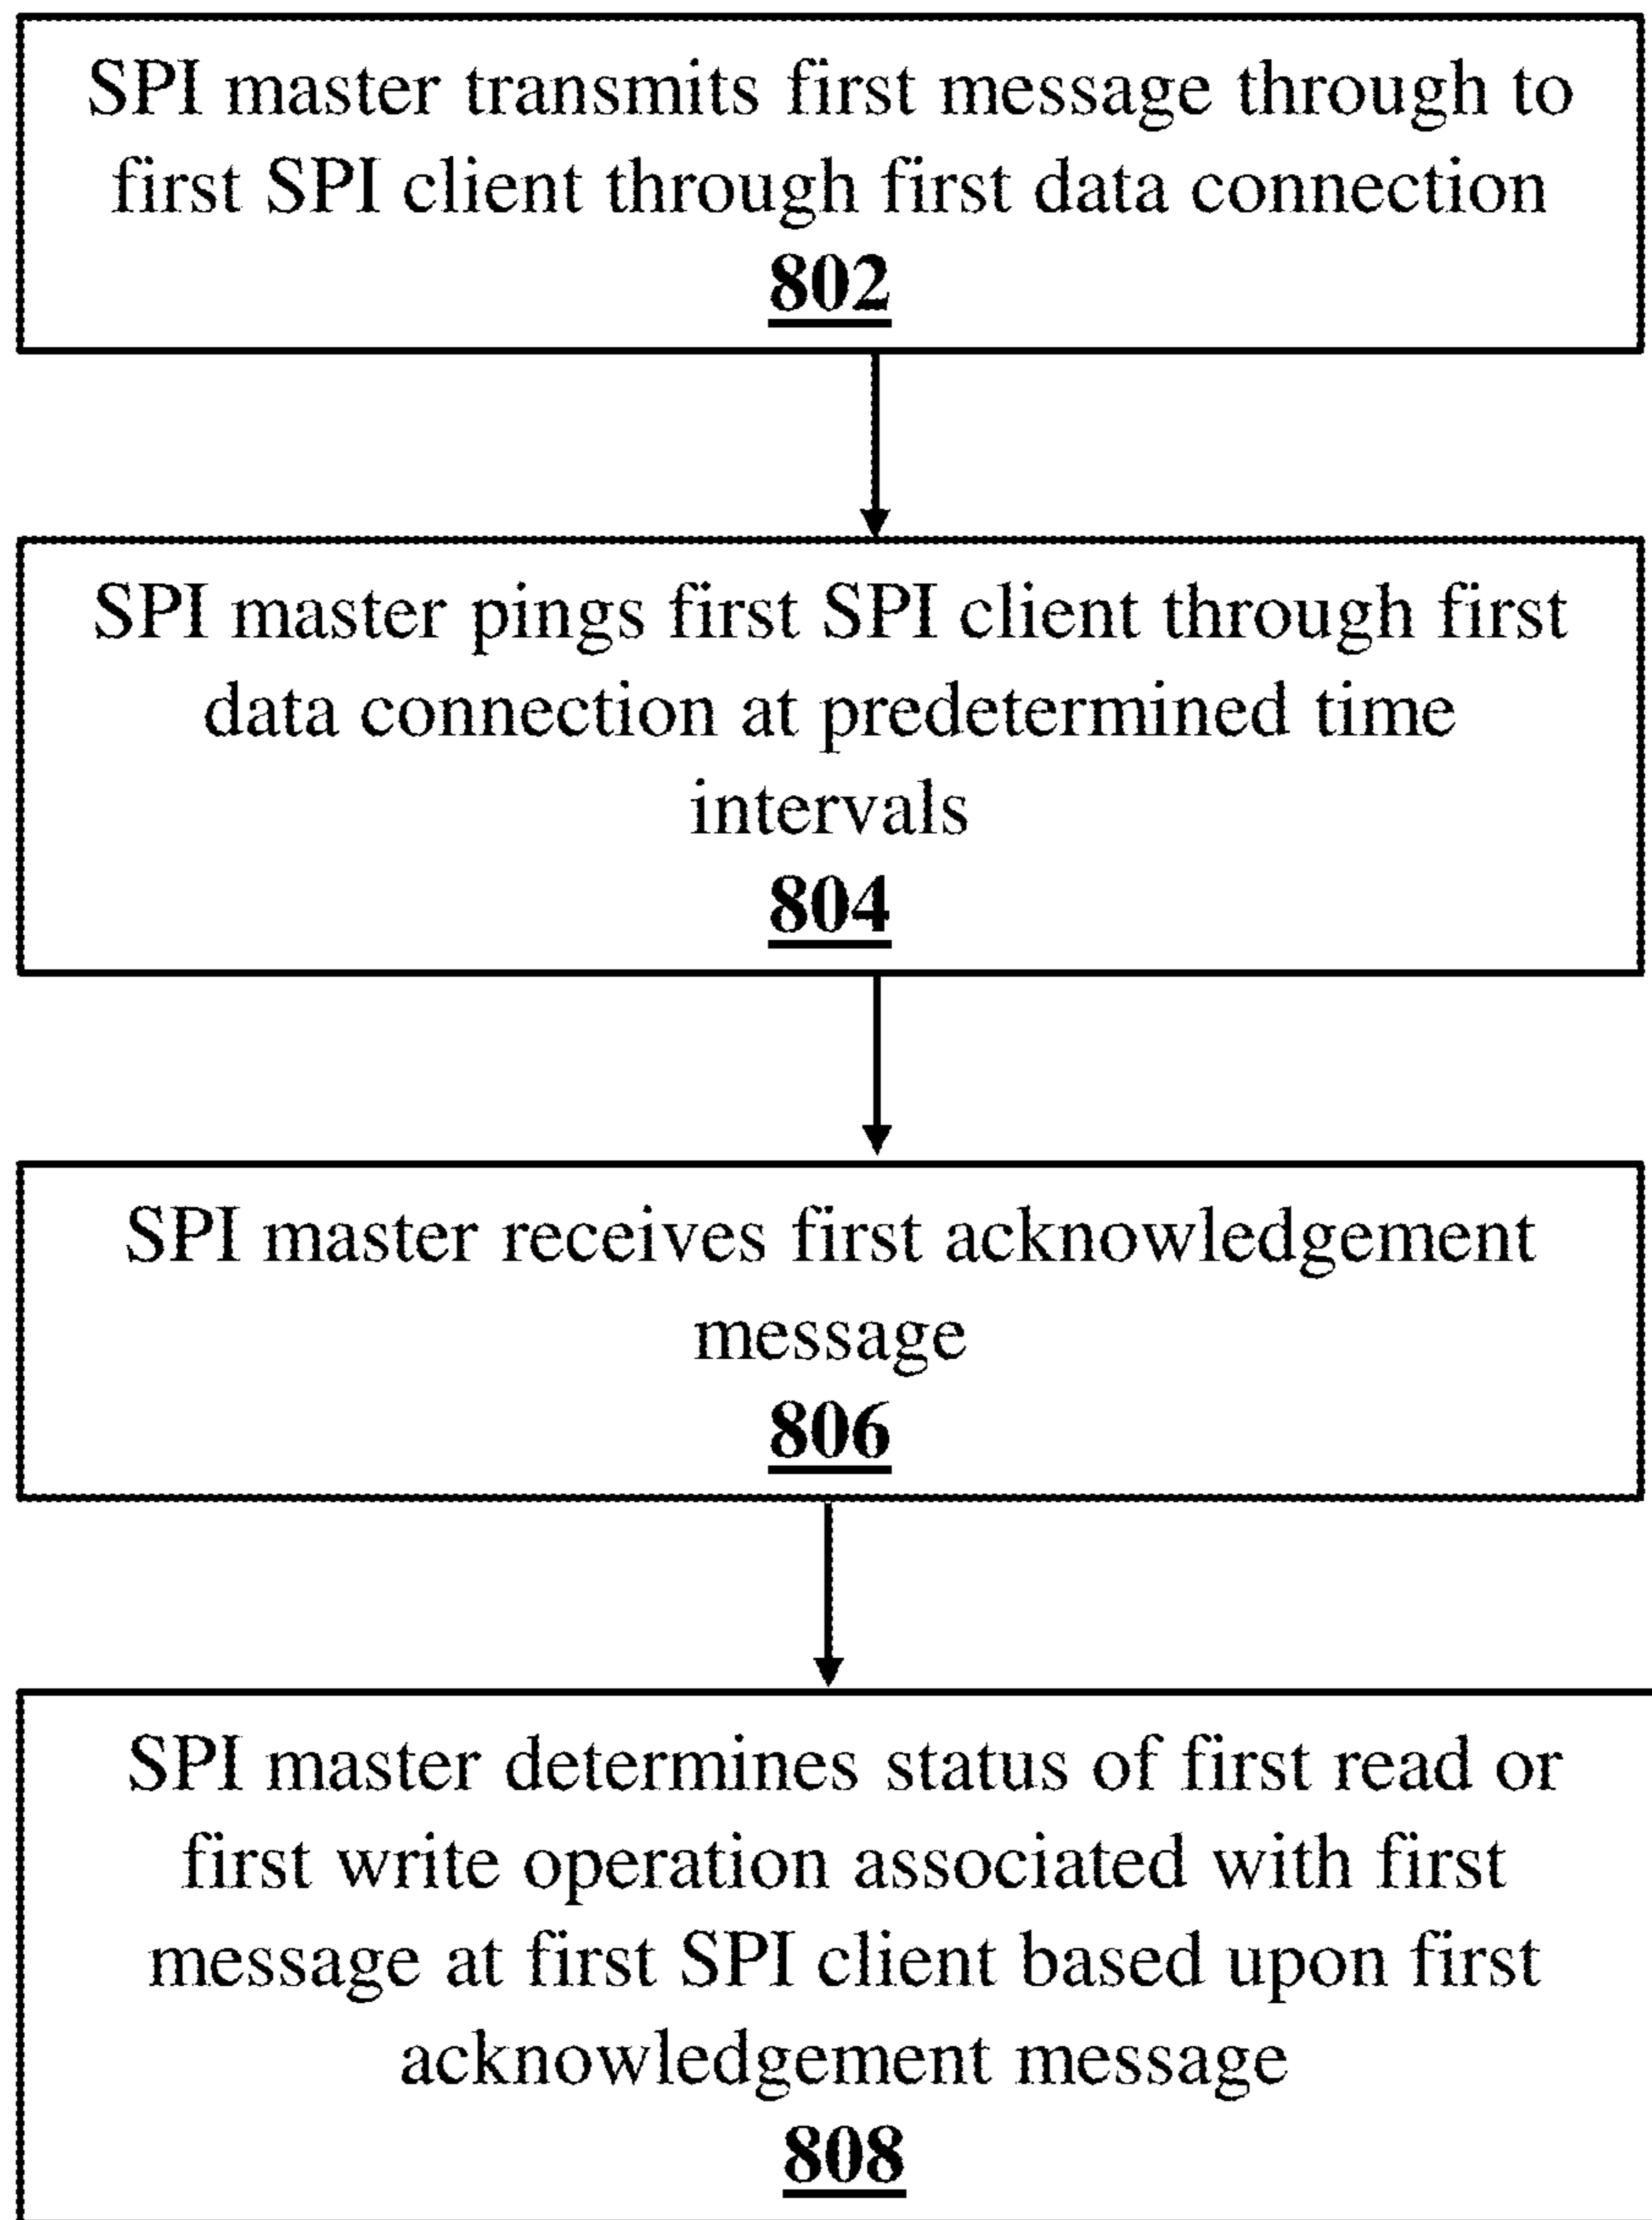 SPI master transmits first message through to
first SPI client through first data connection
802
SPI master pings first SPI client through first
data connection at predetermined time
intervals
804
SPI master receives first acknowledgement
message
806
SPI master determines status of first read or
first write operation associated with first
message at first SPI client based upon first
acknowledgement message
808